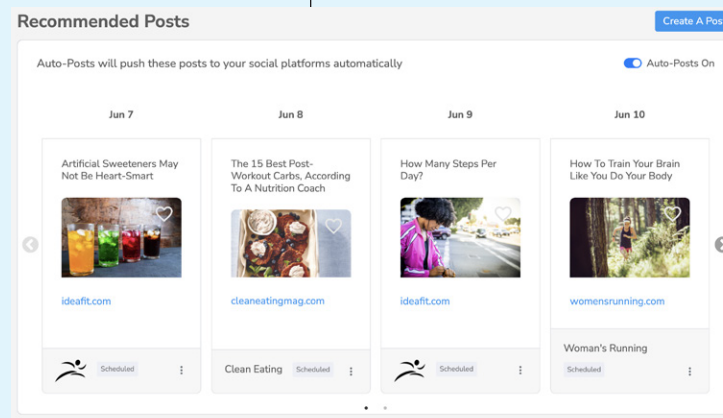 Recommended Posts
Create A Pos
Auto-Posts will push these posts to your social platforms automatically
Auto-Posts On
Jun 7
Jun 8
Jun 9
Jun 10
Artificial Sweeteners May
Not Be Heart-Smart
ideafit.com
Scheduled
The 15 Best Post-
Workout Carbs, According
To A Nutrition Coach
cleaneatingmag.com
Clean Eating
Scheduled
How Many Steps Per
Day?
ideafit.com
Scheduled
How To Train Your Brain
Like You Do Your Body
womensrunning.com
Woman's Running
Scheduled